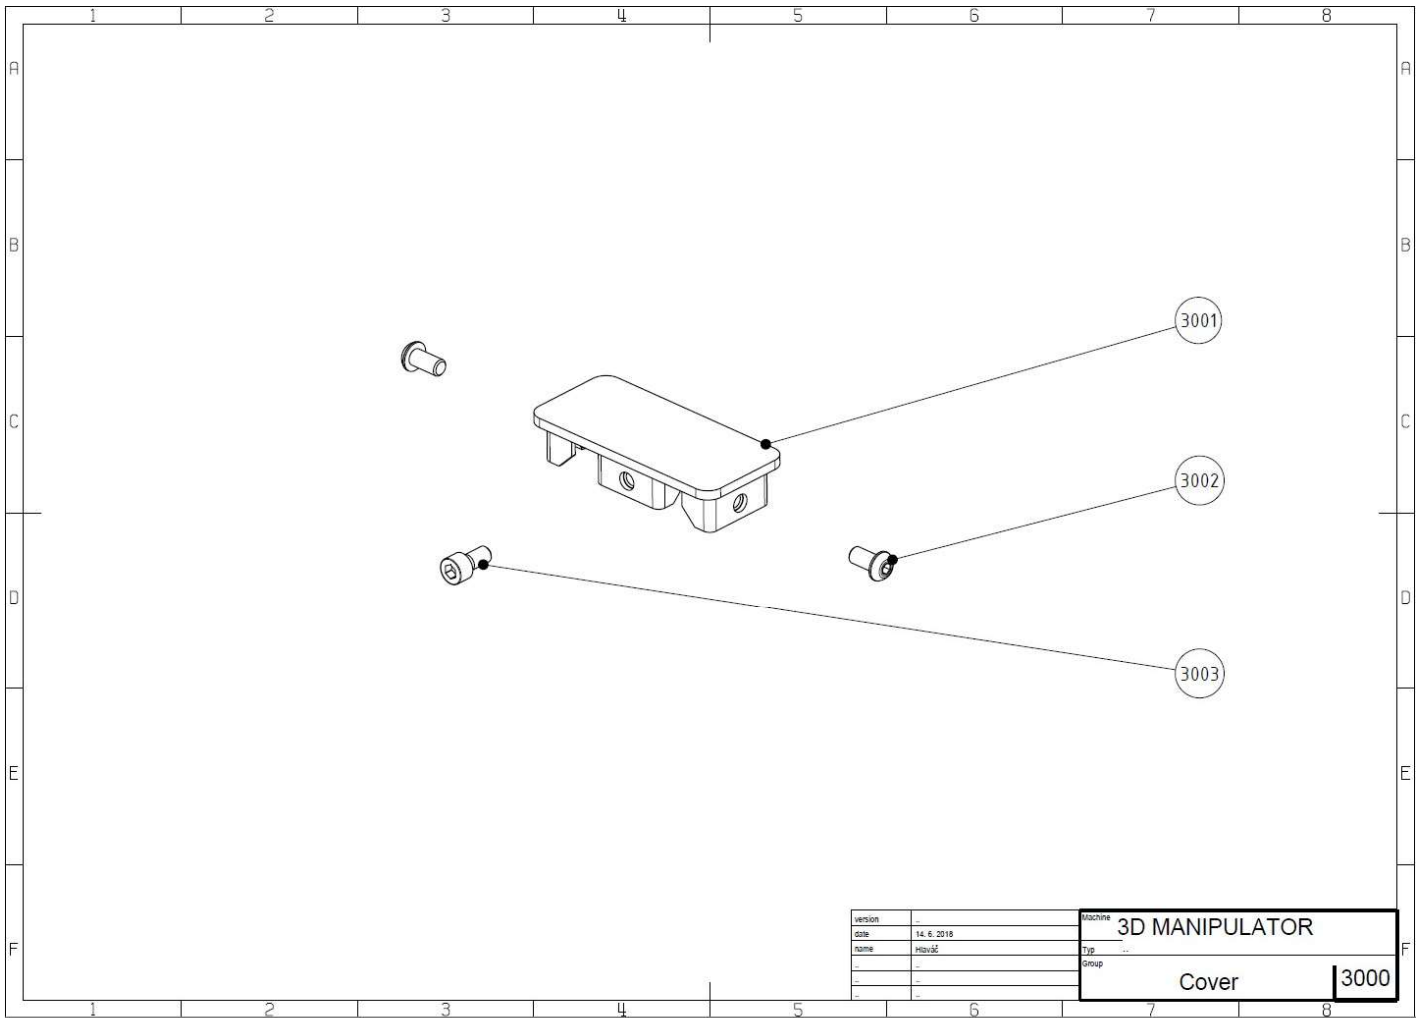 1 2 3 4 5 6 7 8
A A
B B
3001
C C
3002
D D
3003
E E
version - Machine 3D MANIPULATOR
date 14. 6. 2018
name Hlaváč Typ --
F F
- - Group
- - Cover 3000
- -
1 2 3 4 5 6 7 8